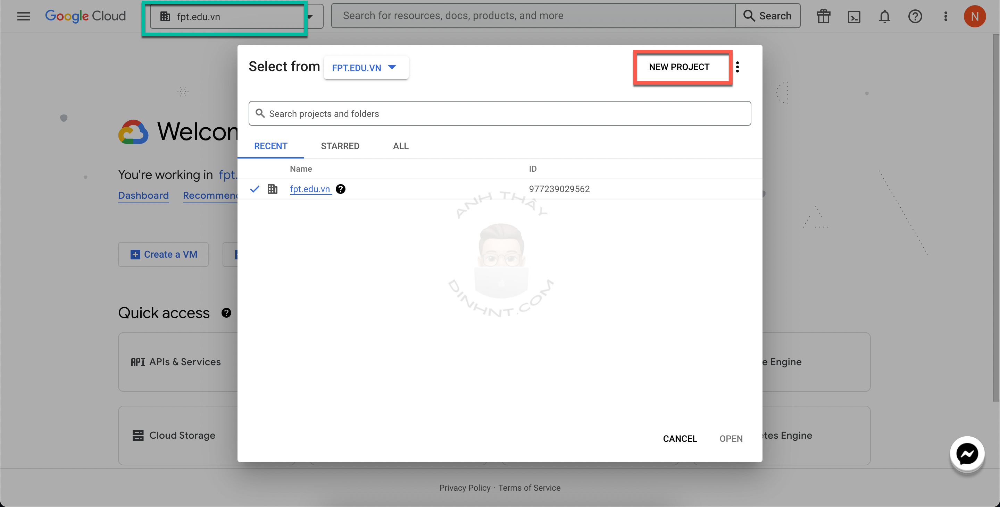 Google Cloud
fpt.edu.vn
Search for resources, docs, products, and more
Search
N
Select from
FPT.EDU.VN
NEW PROJECT
Search projects and folders
RECENT
STARRED
ALL
Name
ID
fpt.edu.vn
977239029562
ANH THẦY
DINHNT.COM
CANCEL
OPEN
You're working in fpt.
Dashboard
Create a VM
Quick access
API APIs & Services
Engine
Cloud Storage
Engine
Privacy Policy · Terms of Service